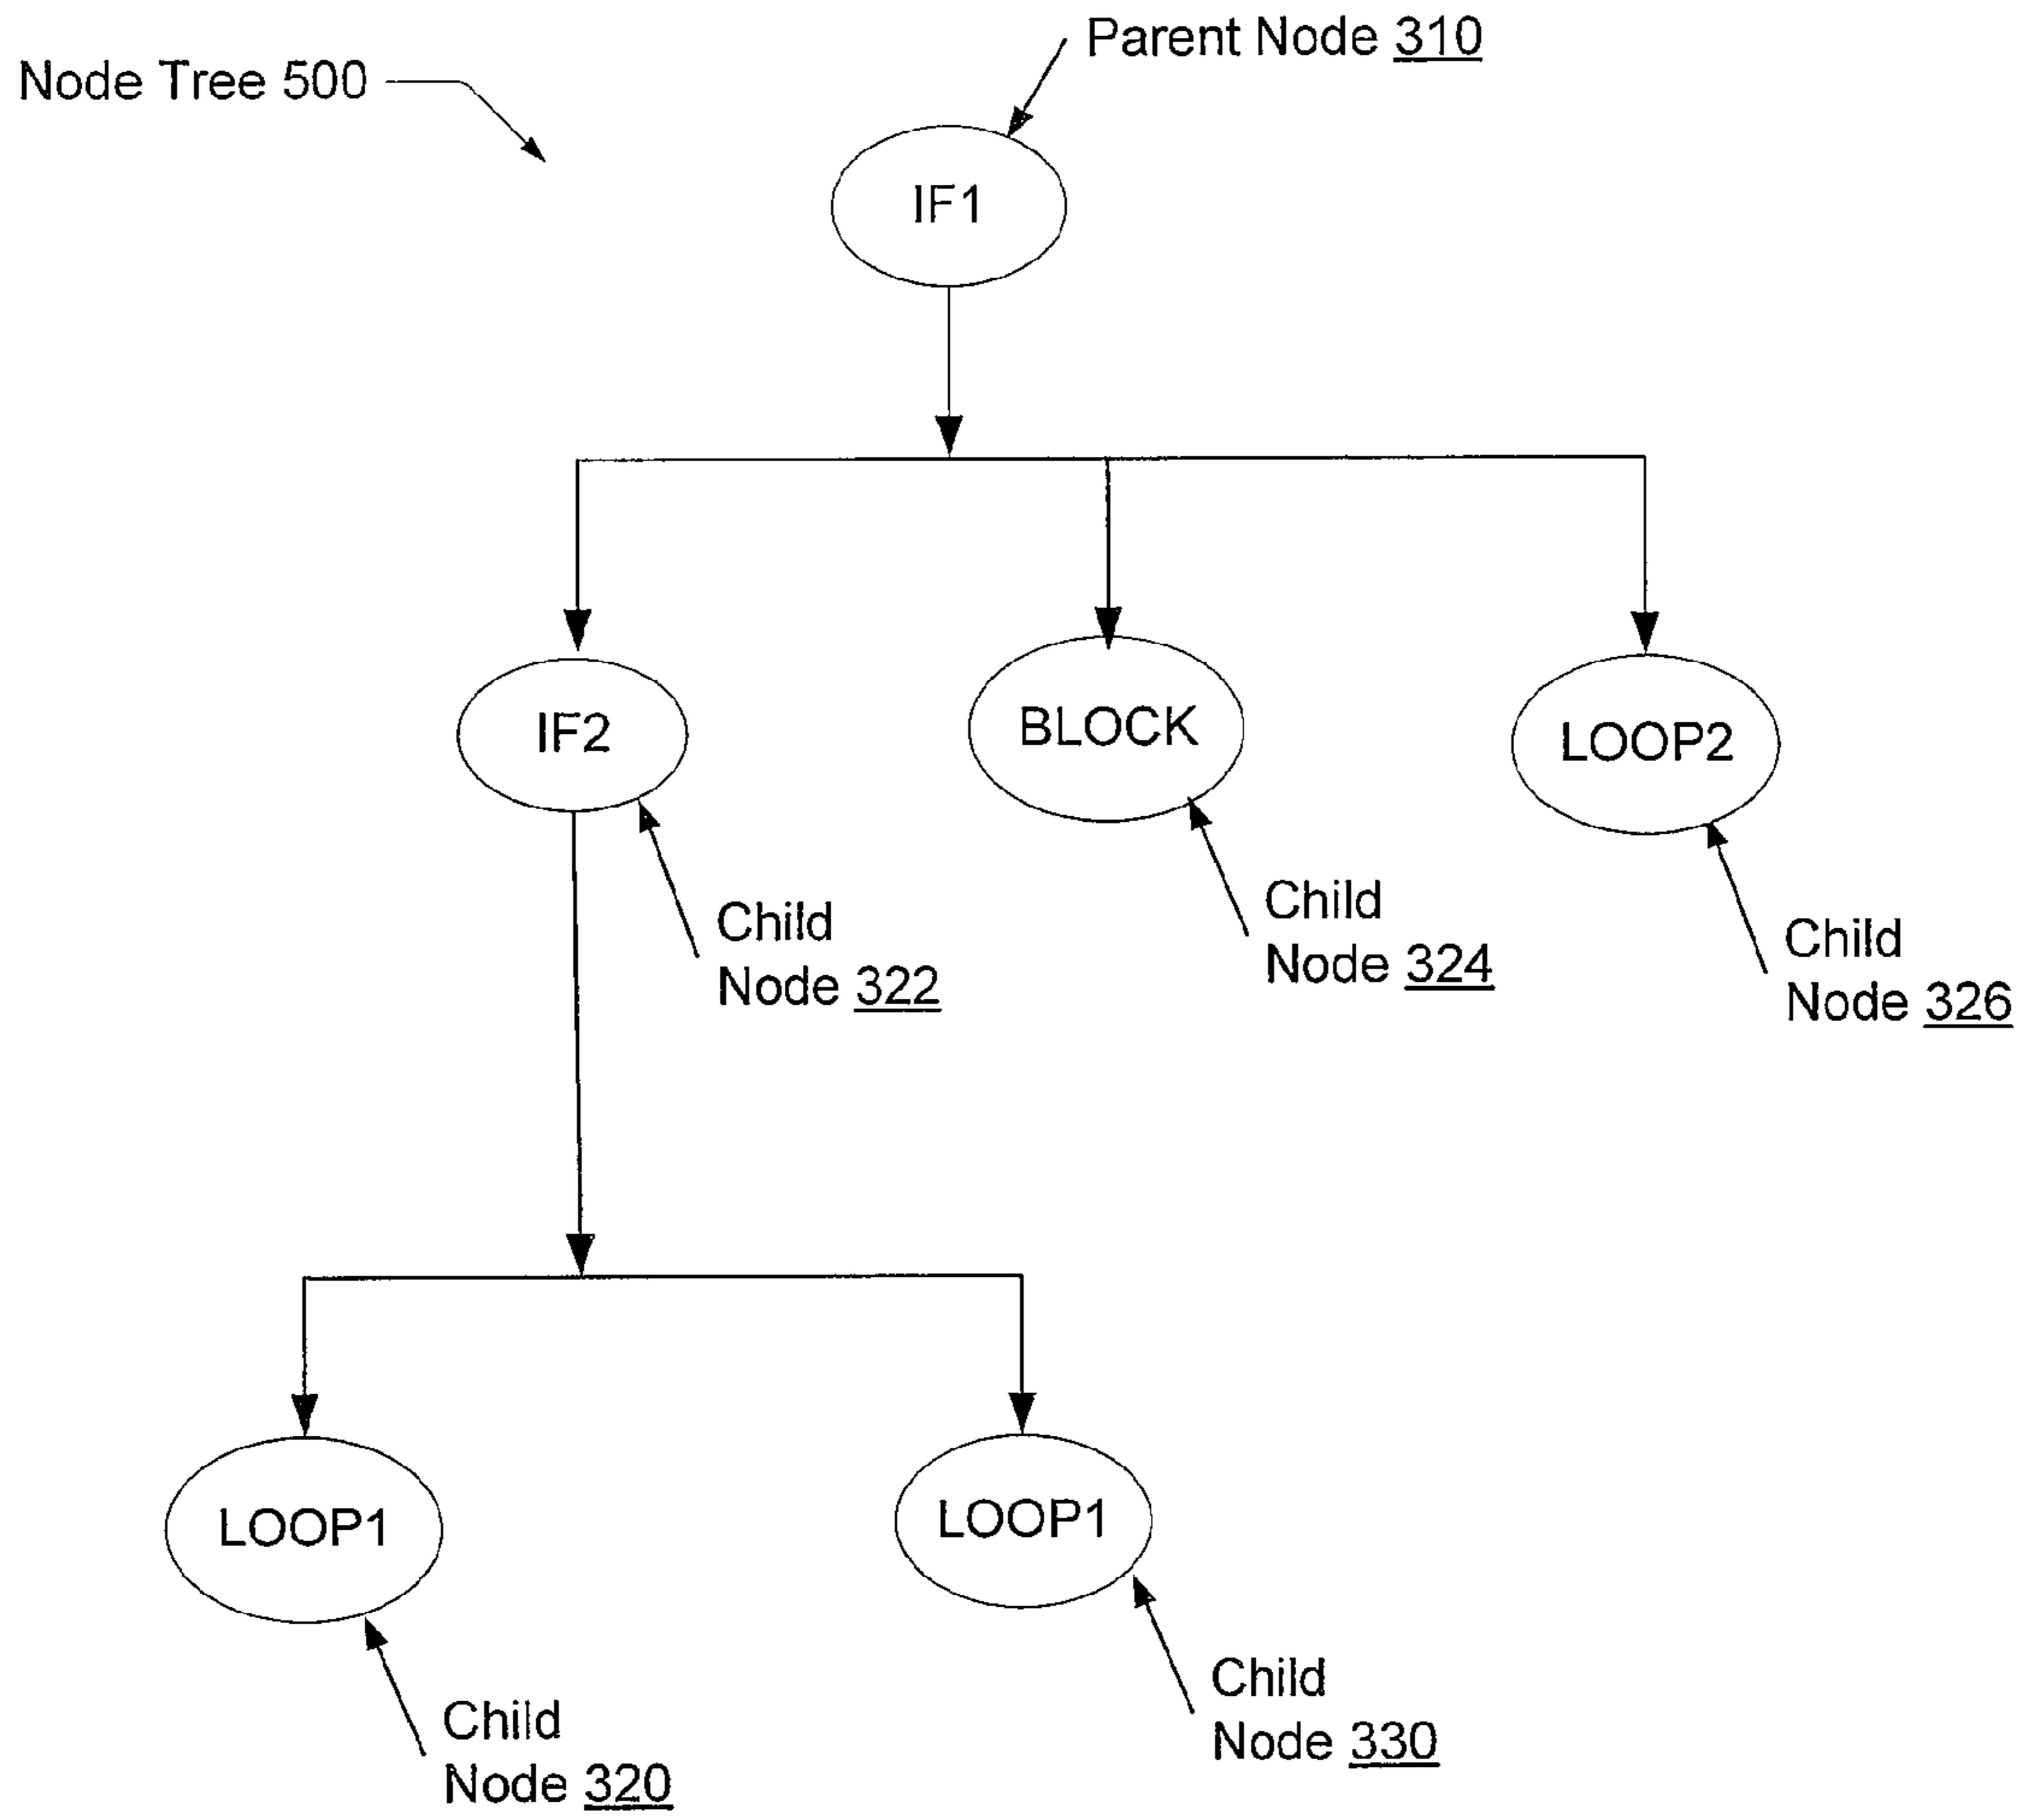 Parent Node 310
Node Tree 500
IF1
IF2
BLOCK
LOOP2
Child
Node 322
Child
Node 324
Child
Node 326
LOOP1
LOOP1
Child
Node 320
Child
Node 330